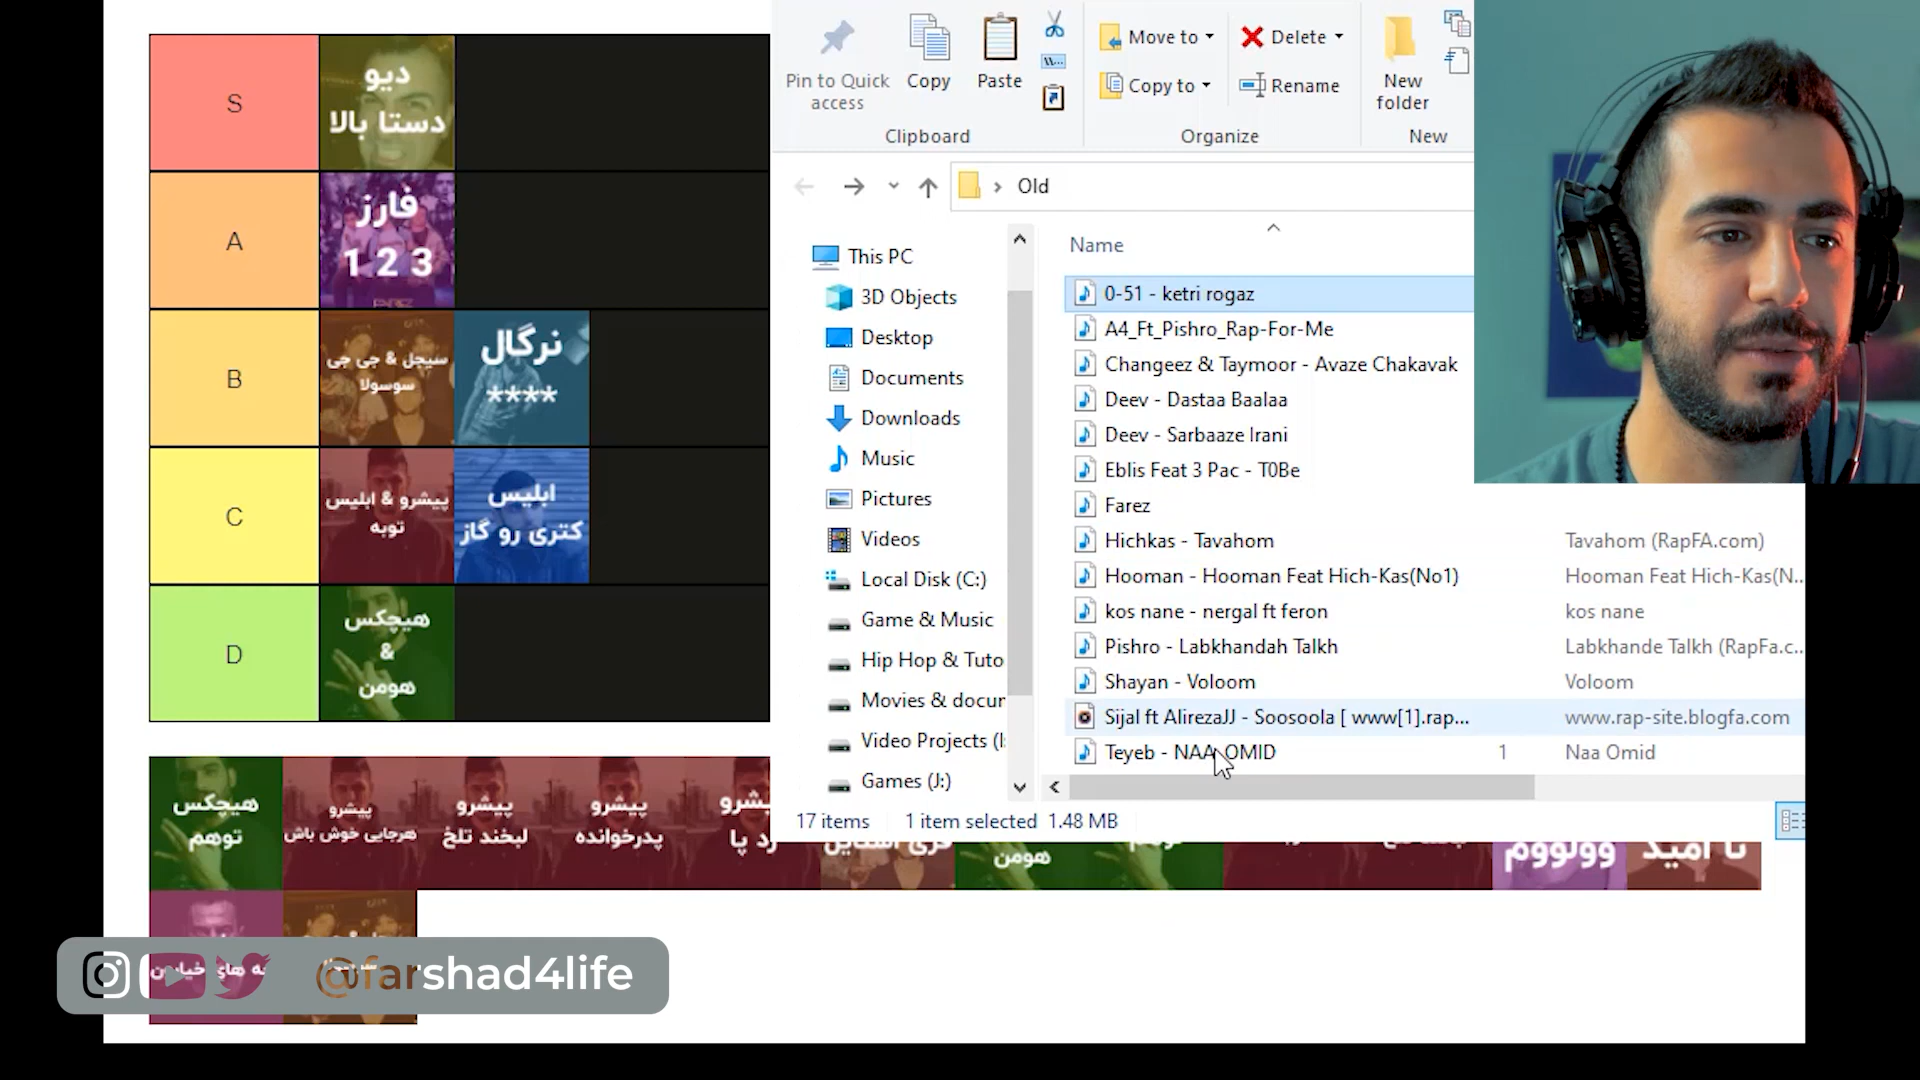 S
دیو
دستا بالا
A
فارز
1 2 3
FAREZ
B
سیجل & جی جی
سوسولا
نرگال
****
C
پیشرو & ابلیس
توبه
ابلیس
کتری رو گاز
D
هیچکس
&
هومن
هیچکس
توهم
پیشرو
هرجایی خوش باش
پیشرو
لبخند تلخ
پیشرو
پدرخوانده
پیشرو
رد پا
هومن
وولووم
نا امید
@farshad4life
Pin to Quick
access
Copy
Paste
Clipboard
Move to
Copy to
Delete
Rename
Organize
New
folder
New
Old
This PC
3D Objects
Desktop
Documents
Downloads
Music
Pictures
Videos
Local Disk (C:)
Game & Music
Hip Hop & Tuto
Movies & docur
Video Projects (I:
Games (J:)
Name
0-51 - ketri rogaz
A4_Ft_Pishro_Rap-For-Me
Changeez & Taymoor - Avaze Chakavak
Deev - Dastaa Baalaa
Deev - Sarbaaze Irani
Eblis Feat 3 Pac - T0Be
Farez
Hichkas - Tavahom Tavahom (RapFA.com)
Hooman - Hooman Feat Hich-Kas(No1) Hooman Feat Hich-Kas(N...
kos nane - nergal ft feron kos nane
Pishro - Labkhandah Talkh Labkhande Talkh (RapFa.c...
Shayan - Voloom Voloom
Sijal ft AlirezaJJ - Soosoola [ www[1].rap... www.rap-site.blogfa.com
Teyeb - NAA OMID 1 Naa Omid
17 items 1 item selected 1.48 MB